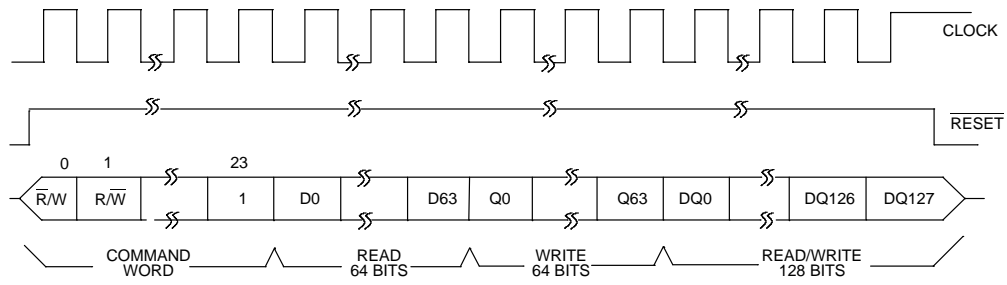 CLOCK
R̅E̅S̅E̅T̅
0 1 23
R̅/W R/W̅ 1 D0 D63 Q0 Q63 DQ0 DQ126 DQ127
COMMAND WORD
READ 64 BITS
WRITE 64 BITS
READ/WRITE 128 BITS